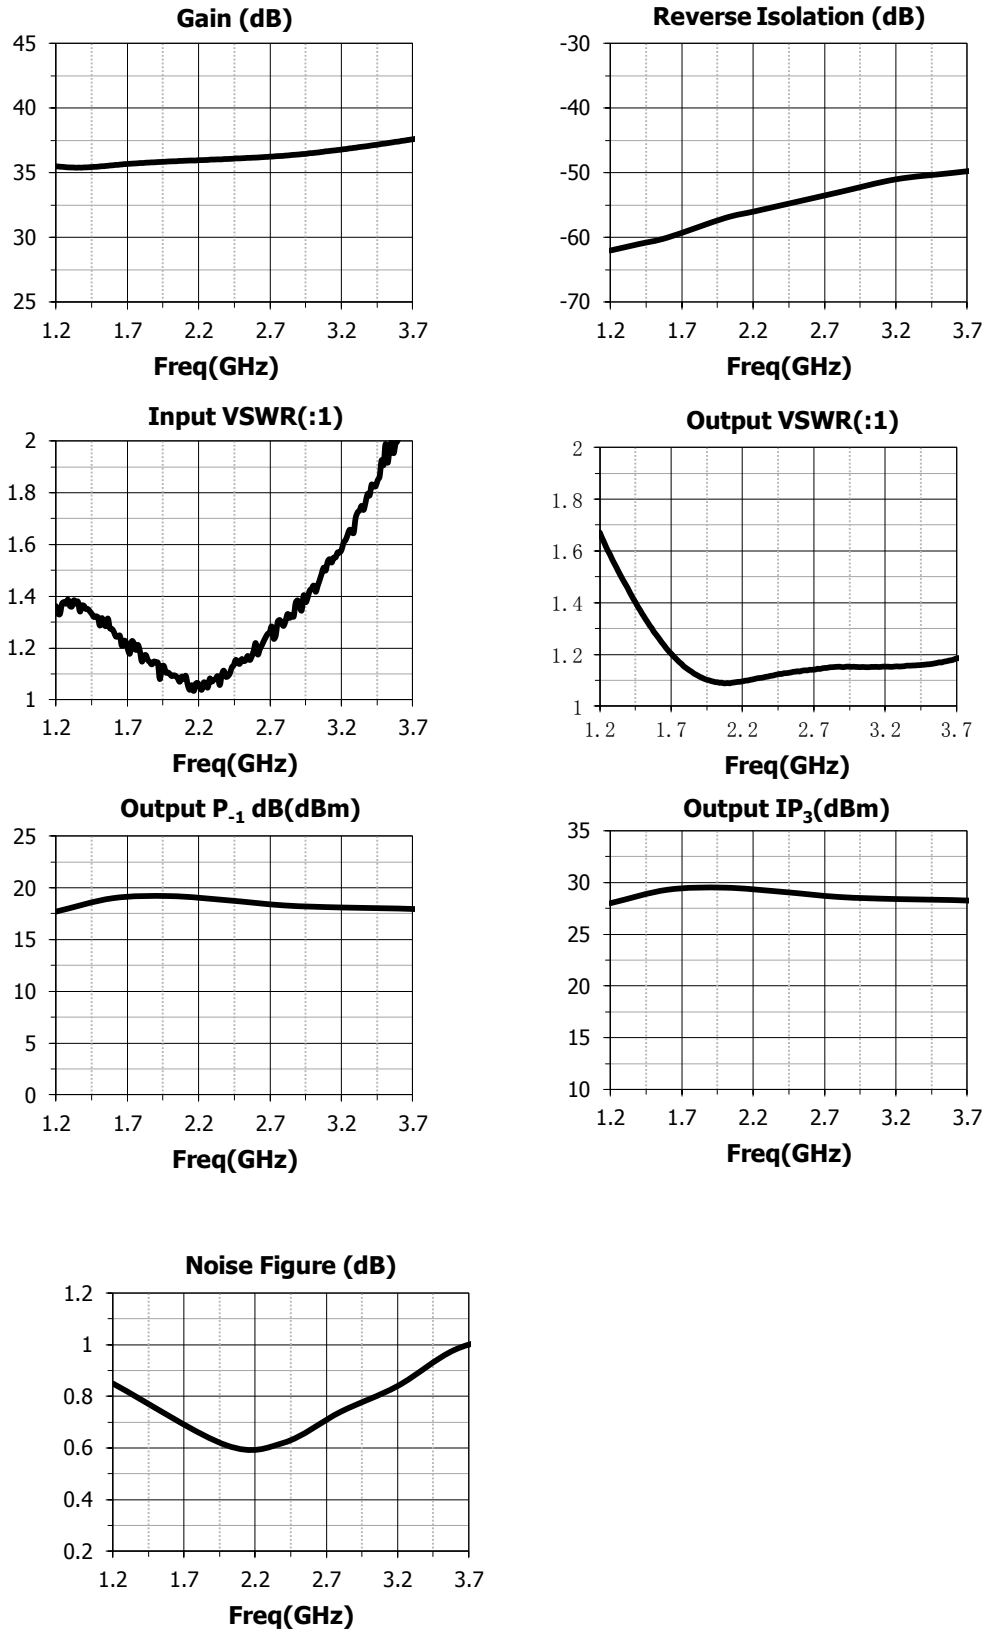 Gain (dB)
45
40
35
30
25
1.2 1.7 2.2 2.7 3.2 3.7
Freq(GHz)
Reverse Isolation (dB)
-30
-40
-50
-60
-70
1.2 1.7 2.2 2.7 3.2 3.7
Freq(GHz)
Input VSWR(:1)
2
1.8
1.6
1.4
1.2
1
1.2 1.7 2.2 2.7 3.2 3.7
Freq(GHz)
Output VSWR(:1)
2
1.8
1.6
1.4
1.2
1
1.2 1.7 2.2 2.7 3.2 3.7
Freq(GHz)
Output P-1 dB(dBm)
25
20
15
10
5
0
1.2 1.7 2.2 2.7 3.2 3.7
Freq(GHz)
Output IP3(dBm)
35
30
25
20
15
10
1.2 1.7 2.2 2.7 3.2 3.7
Freq(GHz)
Noise Figure (dB)
1.2
1
0.8
0.6
0.4
0.2
1.2 1.7 2.2 2.7 3.2 3.7
Freq(GHz)